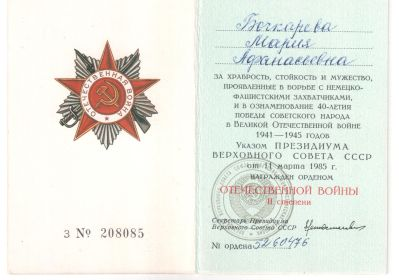 ОТЕЧЕСТВЕННАЯ ВОЙНА
З № 208085
Бочкарева
Мария
Афанасьевна
ЗА ХРАБРОСТЬ, СТОЙКОСТЬ И МУЖЕСТВО,
ПРОЯВЛЕННЫЕ В БОРЬБЕ С НЕМЕЦКО-
ФАШИСТСКИМИ ЗАХВАТЧИКАМИ,
И В ОЗНАМЕНОВАНИЕ 40-ЛЕТИЯ
ПОБЕДЫ СОВЕТСКОГО НАРОДА
В ВЕЛИКОЙ ОТЕЧЕСТВЕННОЙ ВОЙНЕ
1941—1945 ГОДОВ
УКАЗОМ ПРЕЗИДИУМА
ВЕРХОВНОГО СОВЕТА СССР
от 11 марта 1985 г.
НАГРАЖДЕН ОРДЕНОМ
ОТЕЧЕСТВЕННОЙ ВОЙНЫ
II степени
Секретарь Президиума
Верховного Совета СССР
№ ордена 5260476